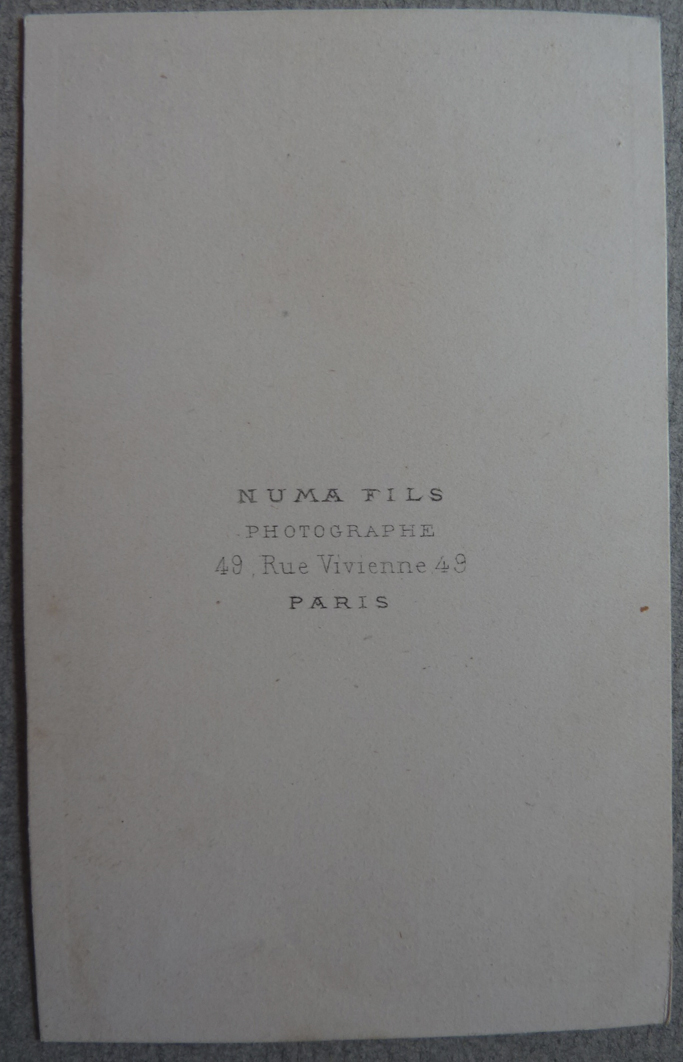 NUMA FILS
PHOTOGRAPHE
49, Rue Vivienne 49
PARIS